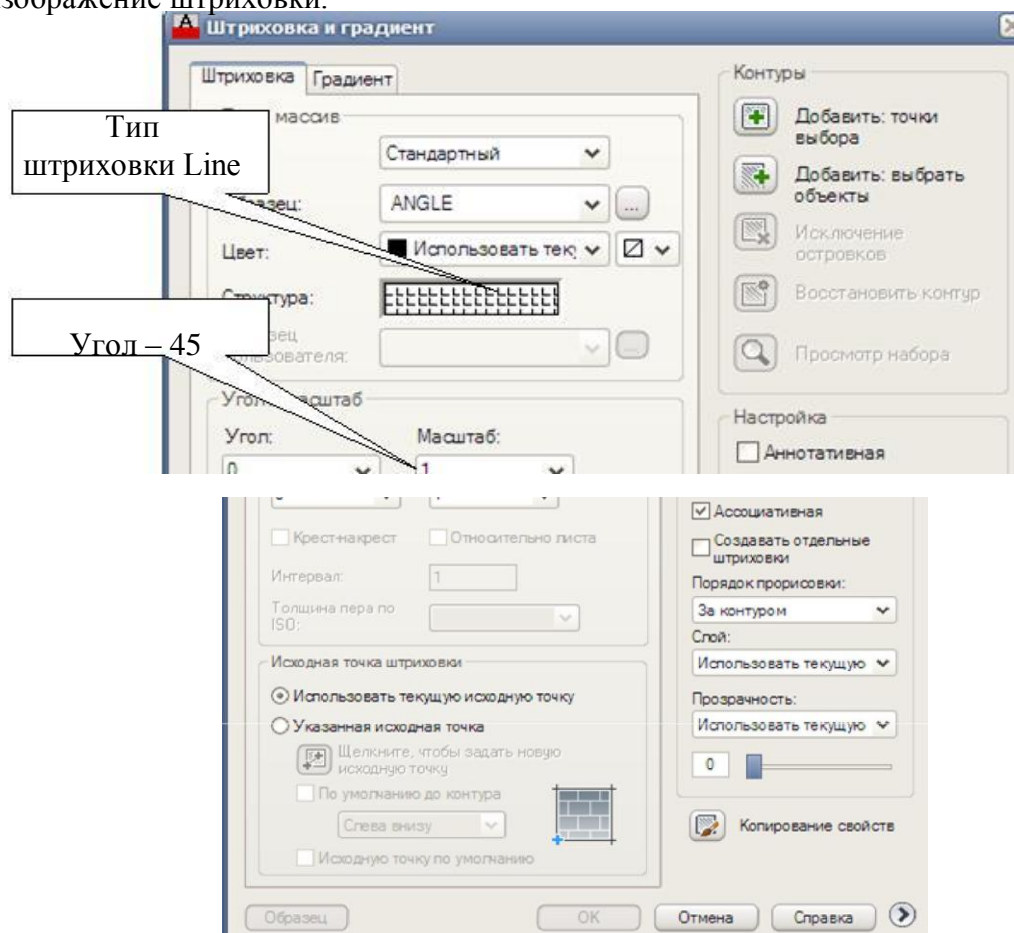 зображение штриховки.
Штриховка и градиент
Штриховка Градиент
массив
Тип
штриховки Line
Стандартный
ANGLE
...
Цвет:
Использовать тек
Структура:
Угол – 45
пользователя:
...
Угол масштаб
Угол:
Масштаб:
0
1
Контуры
Добавить: точки
выбора
Добавить: выбрать
объекты
Исключение
островков
Восстановить контур
Просмотр набора
Настройка
Аннотативная
Крест-накрест
Относительно листа
Интервал:
1
Толщина пера по
ISO:
Исходная точка штриховки
Использовать текущую исходную точку
Указанная исходная точка
Щелкните, чтобы задать новую
исходную точку
По умолчанию до контура
Слева внизу
Исходную точку по умолчанию
Ассоциативная
Создавать отдельные
штриховки
Порядок прорисовки:
За контуром
Слой:
Использовать текущую
Прозрачность:
Использовать текущую
0
Копирование свойств
Образец
OK
Отмена
Справка